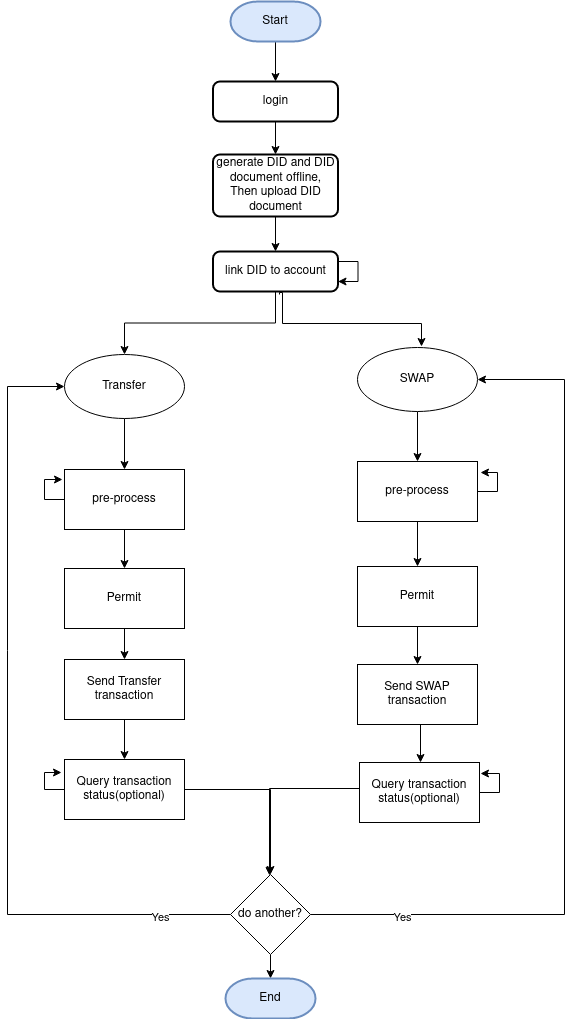 Start
login
generate DID and DID
document offline,
Then upload DID
document
link DID to account
Transfer
SWAP
pre-process
pre-process
Permit
Permit
Send Transfer
transaction
Send SWAP
transaction
Query transaction
status(optional)
Query transaction
status(optional)
do another?
Yes
Yes
End